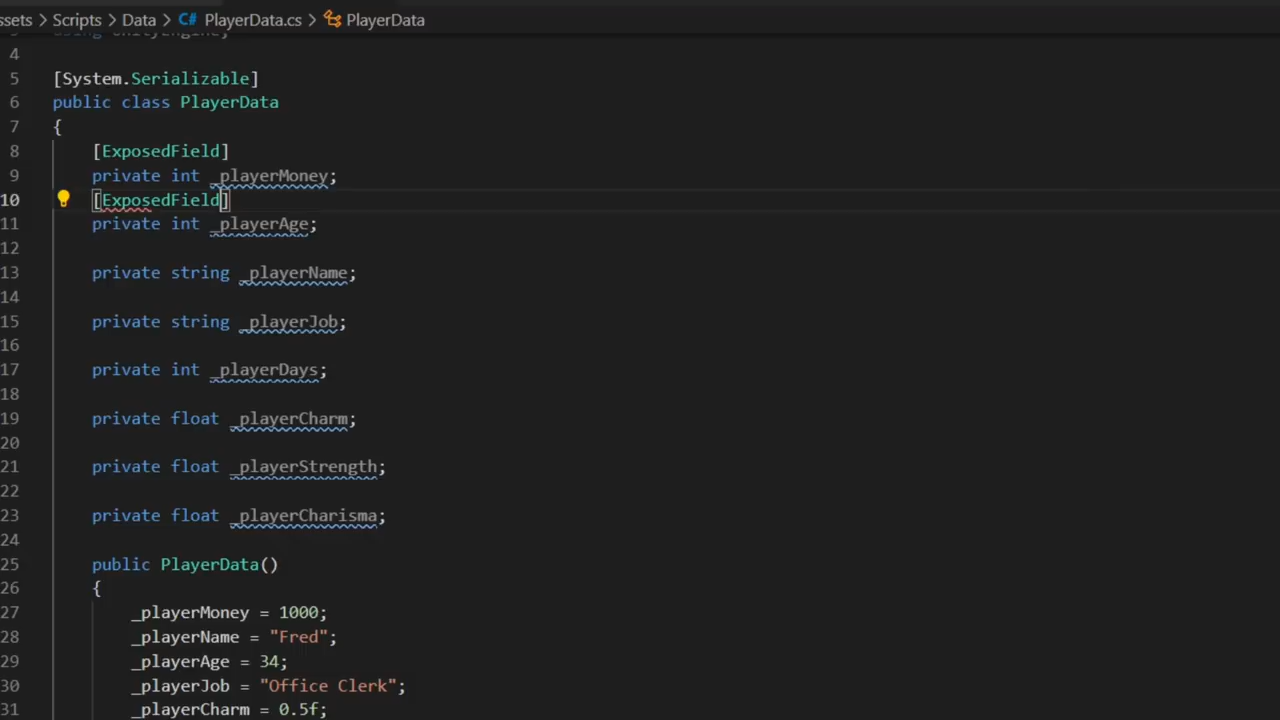 ssets > Scripts > Data > C# PlayerData.cs > PlayerData
4
5 [System.Serializable]
6 public class PlayerData
7 {
8 [ExposedField]
9 private int _playerMoney;
10 [ExposedField]
11 private int _playerAge;
12
13 private string _playerName;
14
15 private string _playerJob;
16
17 private int _playerDays;
18
19 private float _playerCharm;
20
21 private float _playerStrength;
22
23 private float _playerCharisma;
24
25 public PlayerData()
26 {
27 _playerMoney = 1000;
28 _playerName = "Fred";
29 _playerAge = 34;
30 _playerJob = "Office Clerk";
31 _playerCharm = 0.5f;